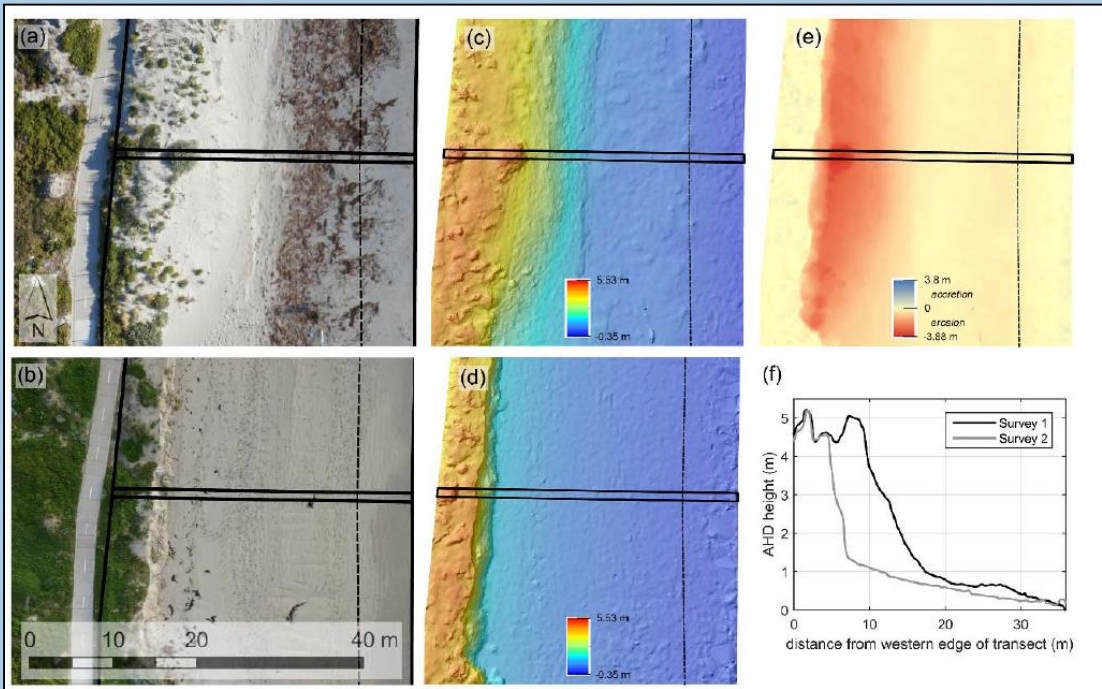 (a)
N
(b)
0 10 20 40 m
(c)
5.53 m
-0.35 m
(d)
5.53 m
-0.35 m
(e)
3.8 m
accretion
0
erosion
-3.88 m
(f)
Survey 1
Survey 2
AHD height (m)
5
4
3
2
1
0
0 10 20 30
distance from western edge of transect (m)